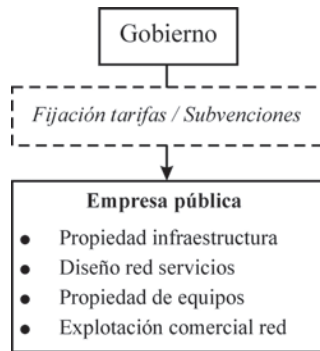 Gobierno
Fijación tarifas / Subvenciones
Empresa pública
● Propiedad infraestructura
● Diseño red servicios
● Propiedad de equipos
● Explotación comercial red